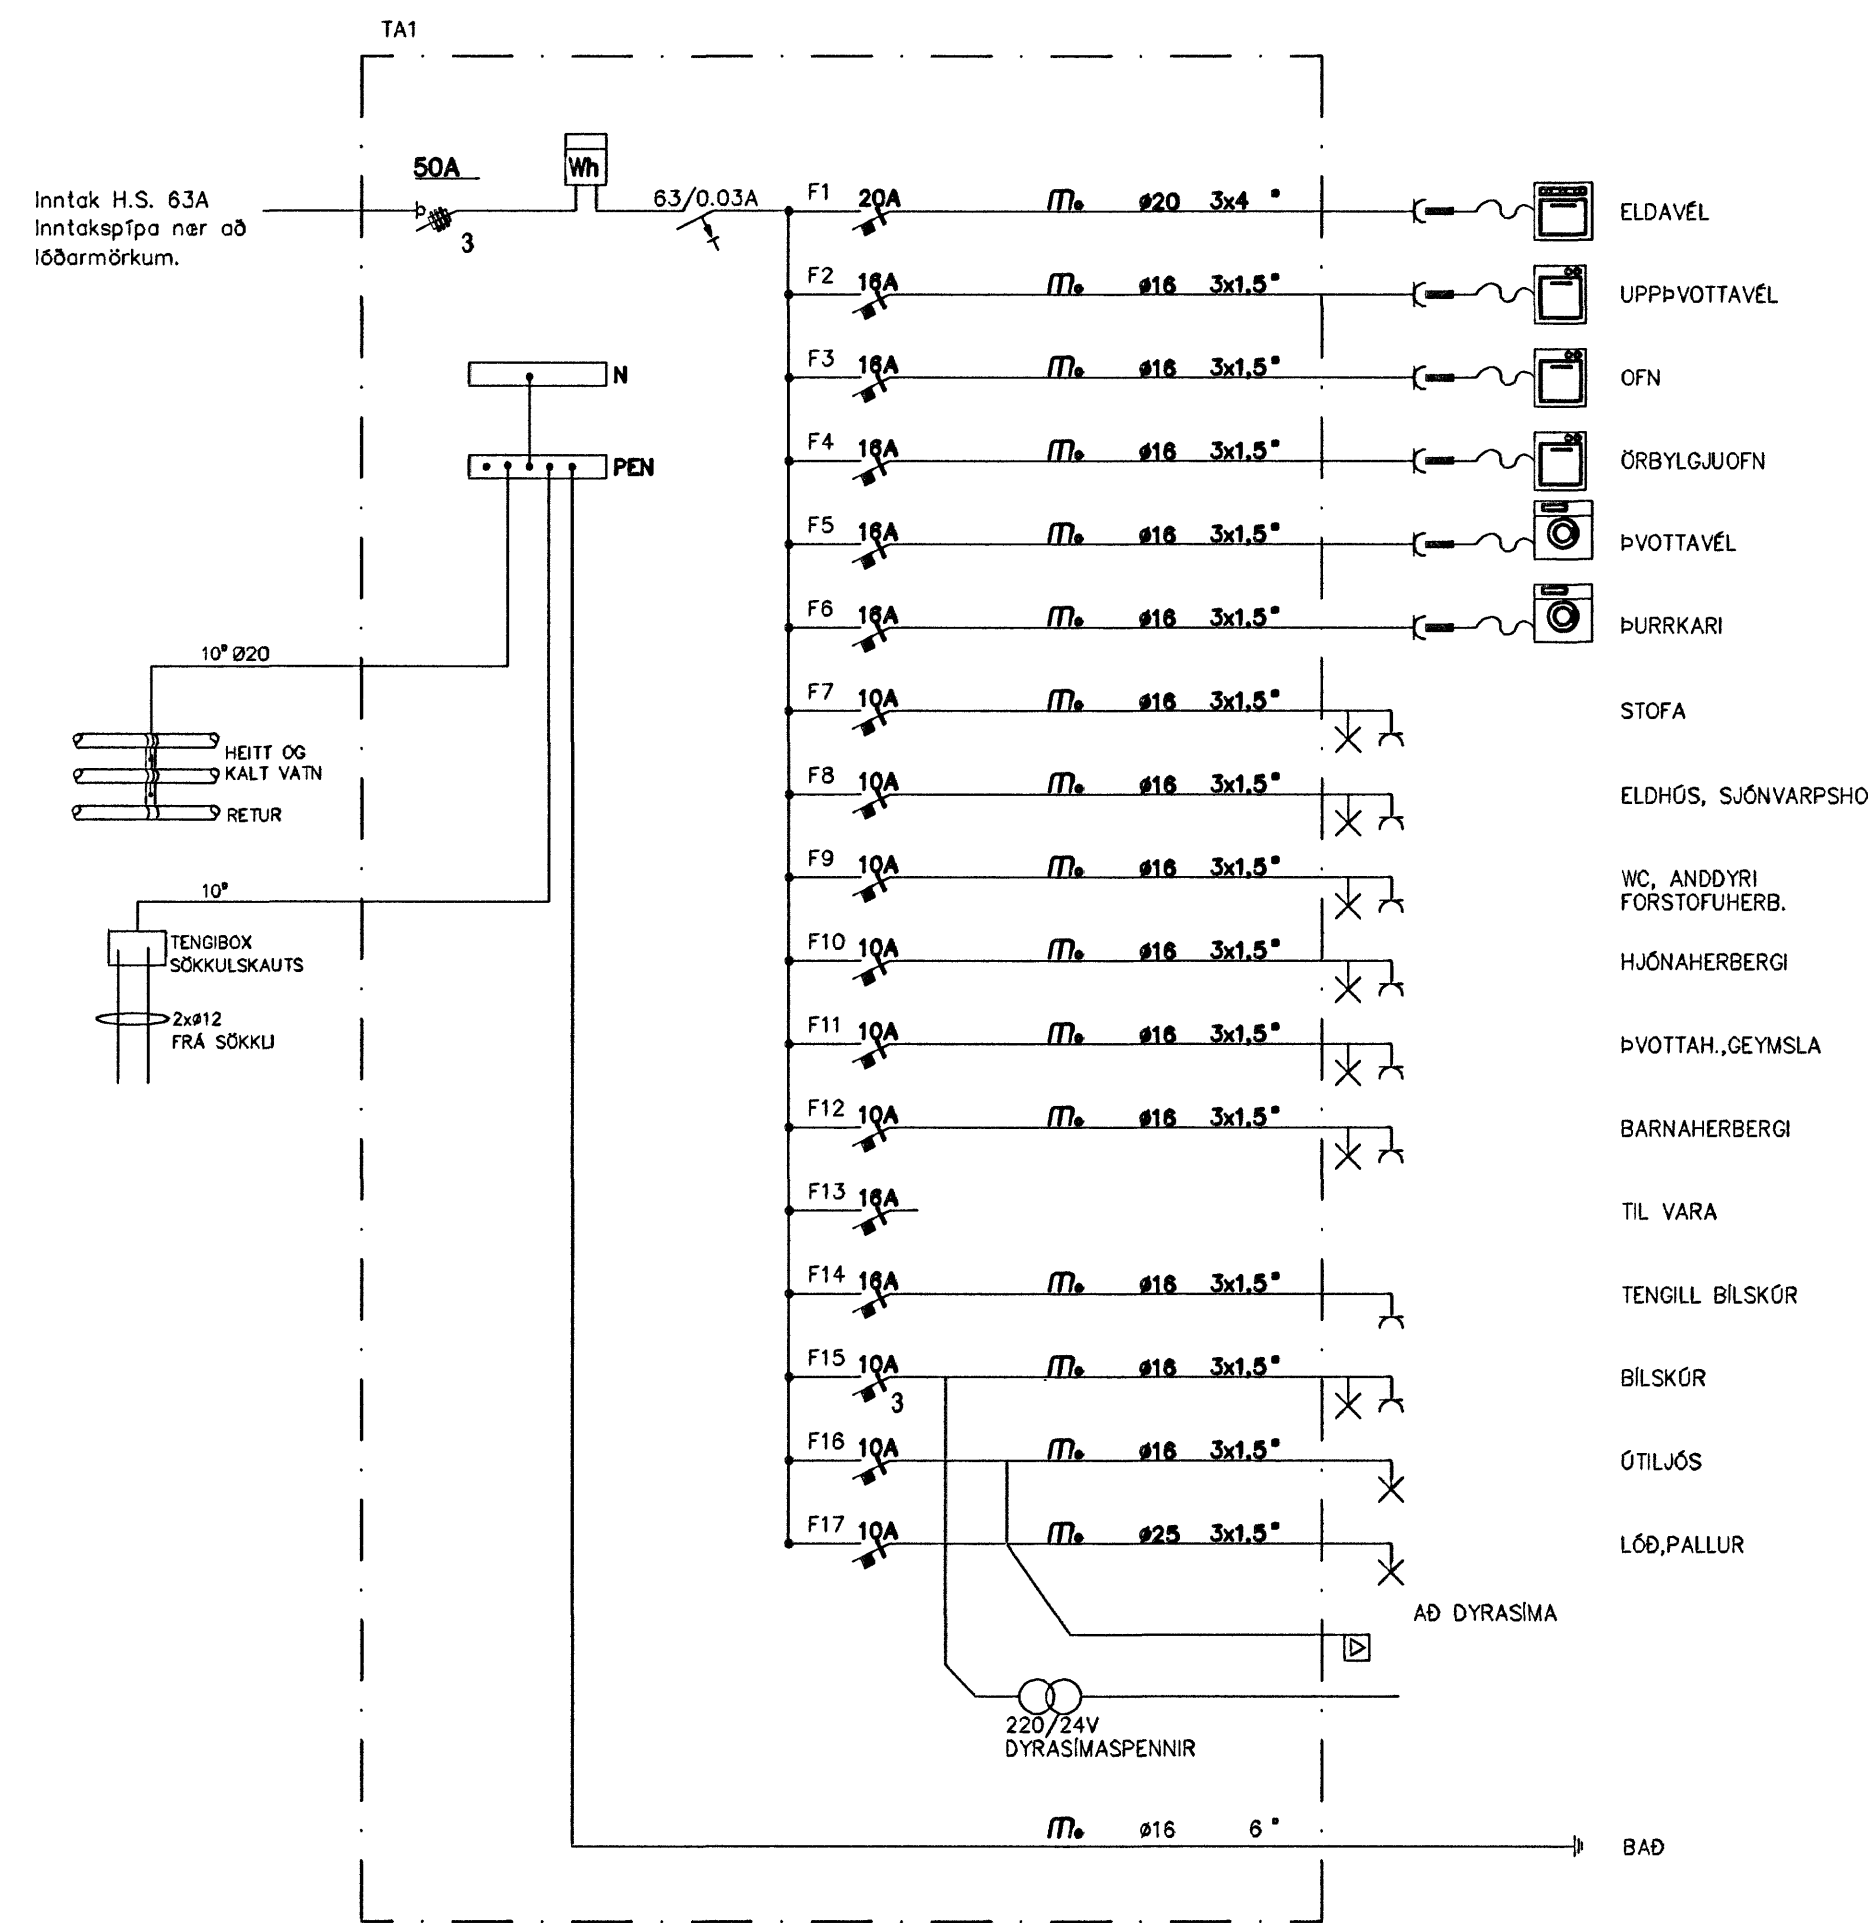 TA1
Inntak H.S. 63A
Inntakspípa nær að
lóðarmörkum.
50A
3
Wh
63/0.03A
F1 20A m. ø20 3x4 ▪ ELDAVÉL
F2 16A m. ø16 3x1,5 ▪ UPPÞVOTTAVÉL
F3 16A m. ø16 3x1,5 ▪ OFN
F4 16A m. ø16 3x1,5 ▪ ÖRBYLGJUOFN
F5 16A m. ø16 3x1,5 ▪ ÞVOTTAVÉL
F6 16A m. ø16 3x1,5 ▪ ÞURRKARI
F7 10A m. ø16 3x1,5 ▪ STOFA
F8 10A m. ø16 3x1,5 ▪ ELDHÚS, SJÓNVARPSHO
F9 10A m. ø16 3x1,5 ▪ WC, ANDDYRI
FORSTOFUHERB.
F10 10A m. ø16 3x1,5 ▪ HJÓNAHERBERGI
F11 10A m. ø16 3x1,5 ▪ ÞVOTTAH.,GEYMSLA
F12 10A m. ø16 3x1,5 ▪ BARNAHERBERGI
F13 16A TIL VARA
F14 16A m. ø16 3x1,5 ▪ TENGILL BÍLSKÚR
F15 10A m. ø16 3x1,5 ▪ BÍLSKÚR
3
F16 10A m. ø16 3x1,5 ▪ ÚTILJÓS
F17 10A m. ø25 3x1,5 ▪ LÓÐ,PALLUR
AÐ DYRASÍMA
220/24V
DYRASÍMASPENNIR
m. ø16 6 ▪ BAÐ
N
PEN
10▪ Ø20
HEITT OG
KALT VATN
RETUR
10▪
TENGIBOX
SÖKKULSKAUTS
2xø12
FRÁ SÖKKLI